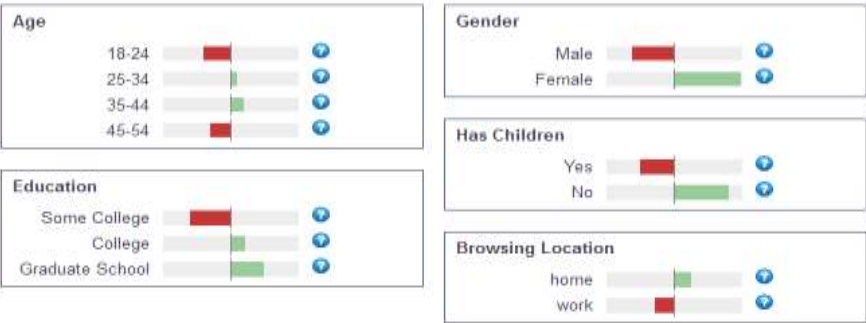 Age
18-24
25-34
35-44
45-54
Education
Some College
College
Graduate School
Gender
Male
Female
Has Children
Yes
No
Browsing Location
home
work